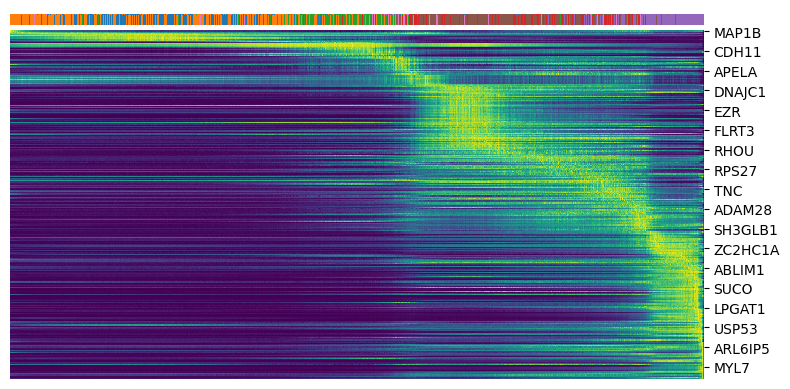 MAP1B
CDH11
APELA
DNAJC1
EZR
FLRT3
RHOU
RPS27
TNC
ADAM28
SH3GLB1
ZC2HC1A
ABLIM1
SUCO
LPGAT1
USP53
ARL6IP5
MYL7